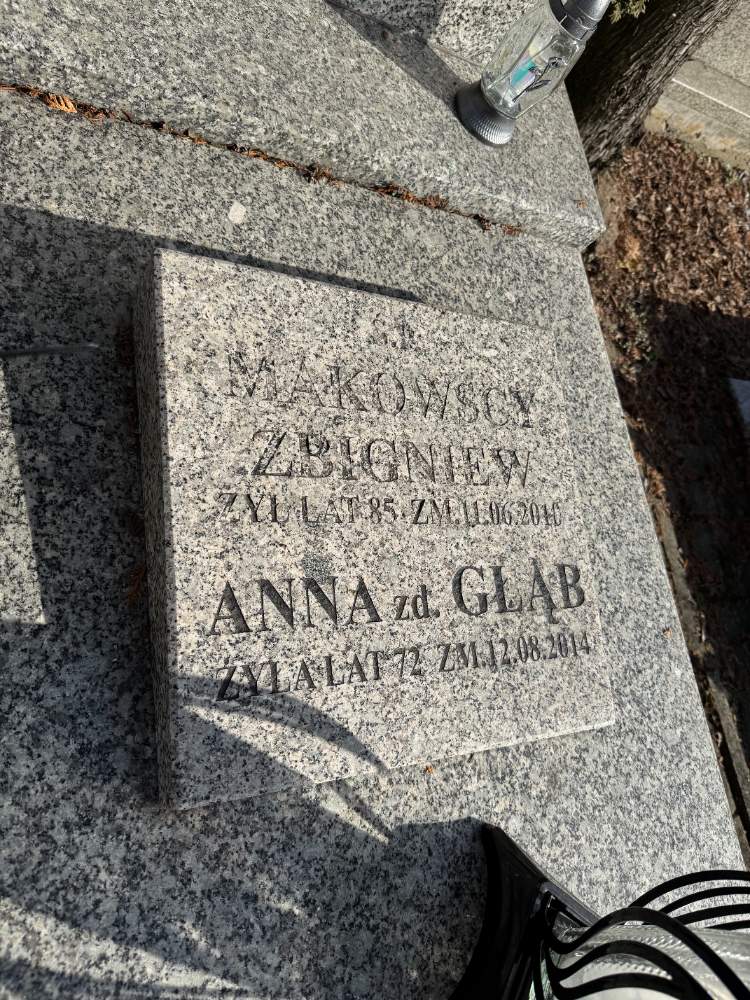 MAKOWSCY
ZBIGNIEW
ŻYŁ LAT 85 ZM.11.06.2010
ANNA zd. GŁĄB
ŻYŁA LAT 72 ZM.12.08.2014